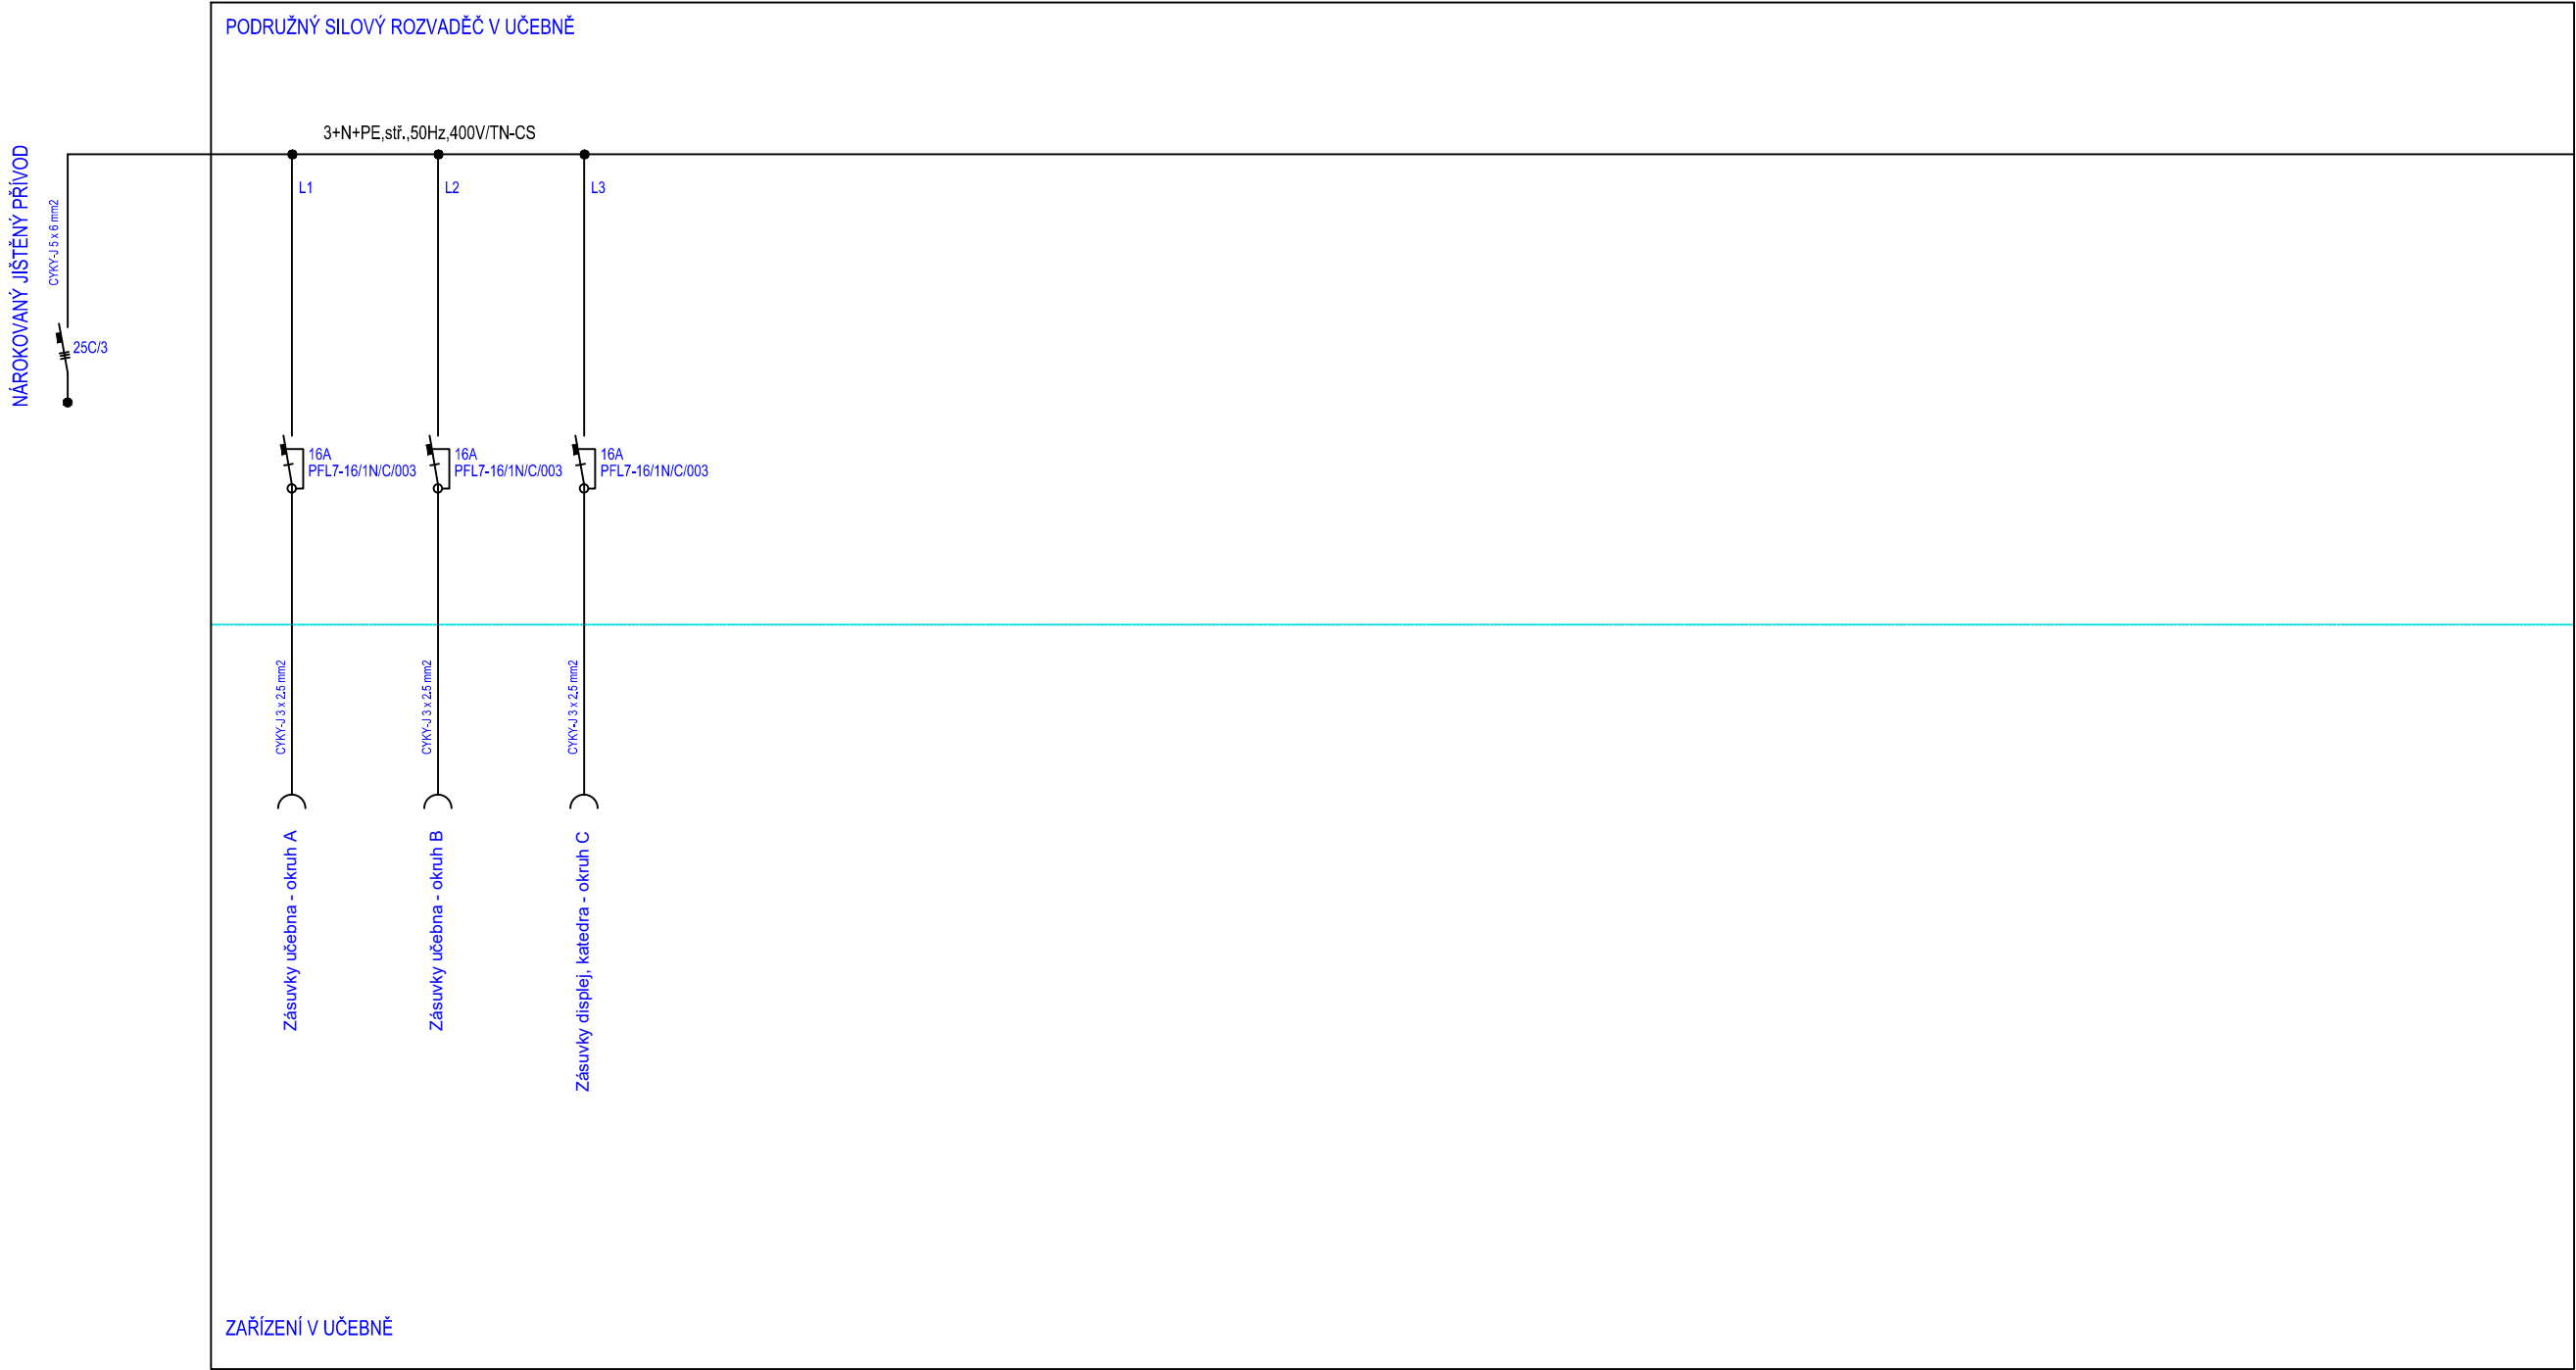 PODRUŽNÝ SILOVÝ ROZVADĚČ V UČEBNĚ
3+N+PE,stř.,50Hz,400V/TN-CS
NÁROKOVANÝ JIŠTĚNÝ PŘÍVOD
CYKY-J 5 x 6 mm2
25C/3
L1
L2
L3
16A
PFL7-16/1N/C/003
16A
PFL7-16/1N/C/003
16A
PFL7-16/1N/C/003
CYKY-J 3 x 2.5 mm2
CYKY-J 3 x 2.5 mm2
CYKY-J 3 x 2.5 mm2
Zásuvky učebna - okruh A
Zásuvky učebna - okruh B
Zásuvky displej, katedra - okruh C
ZAŘÍZENÍ V UČEBNĚ